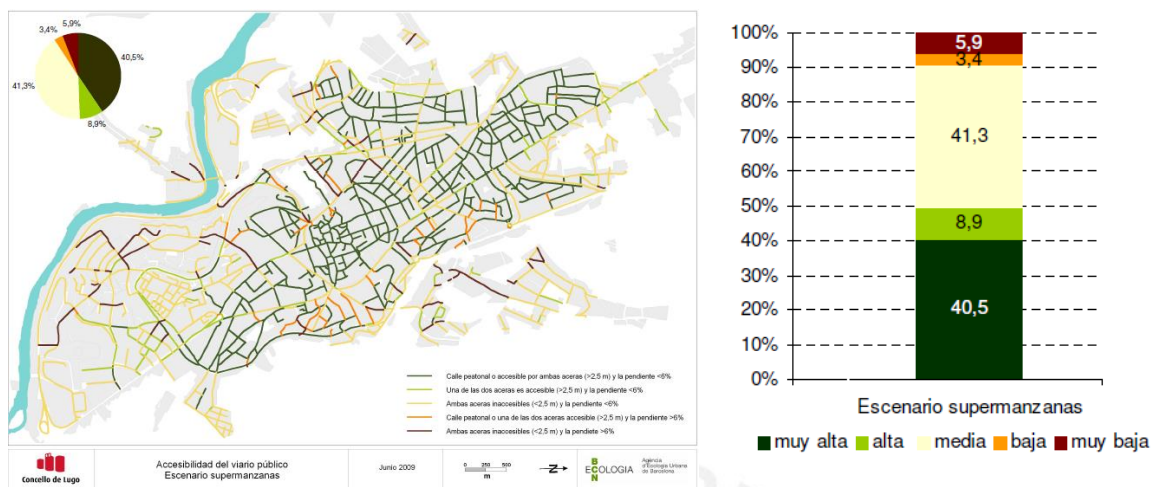 5,9%
3,4%
40,5%
41,3%
8,9%
Calle peatonal o accesible por ambas aceras (>2,5 m) y la pendiente <6%
Una de las dos aceras es accesible (>2,5 m) y la pendiente <6%
Ambas aceras inaccesibles (<2,5 m) y la pendiente <6%
Calle peatonal o una de las dos aceras accesible (>2,5 m) y la pendiente >6%
Ambas aceras inaccesibles (<2,5 m) y la pendiete >6%
Concello de Lugo
Accesibilidad del viario público
Escenario supermanzanas
Junio 2009
0 250 500
m
N
BCN
ECOLOGIA
Agència
d'Ecologia Urbana
de Barcelona
100%
90%
80%
70%
60%
50%
40%
30%
20%
10%
0%
5,9
3,4
41,3
8,9
40,5
Escenario supermanzanas
muy alta alta media baja muy baja